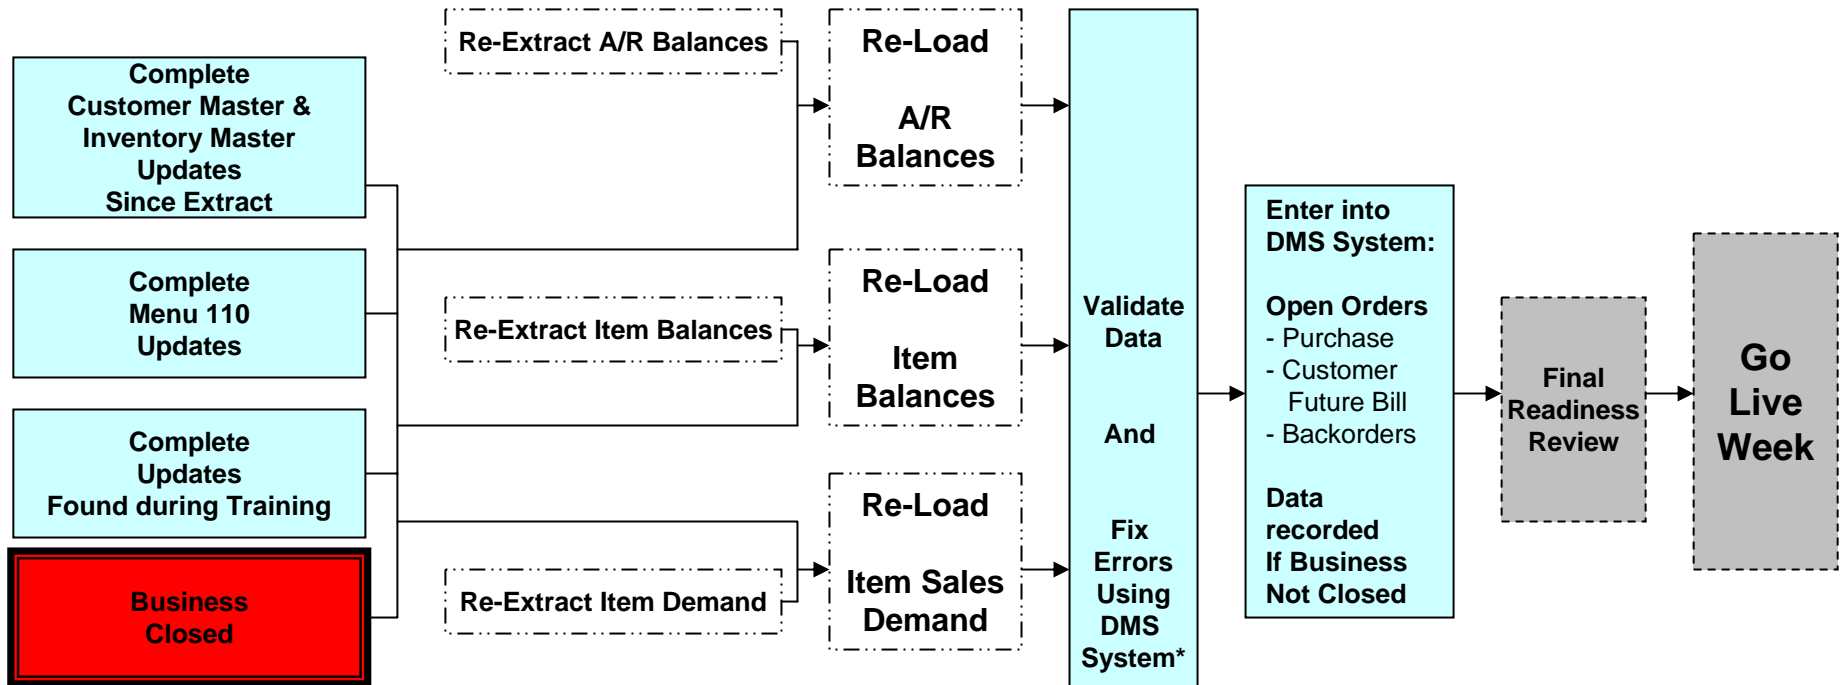 Complete
Customer Master &
Inventory Master
Updates
Since Extract
Complete
Menu 110
Updates
Complete
Updates
Found during Training
Business
Closed
Re-Extract A/R Balances
Re-Extract Item Balances
Re-Extract Item Demand
Re-Load
A/R
Balances
Re-Load
Item
Balances
Re-Load
Item Sales
Demand
Validate
Data
And
Fix
Errors
Using
DMS
System*
Enter into
DMS System:
Open Orders
- Purchase
- Customer
Future Bill
- Backorders
Data
recorded
If Business
Not Closed
Final
Readiness
Review
Go
Live
Week